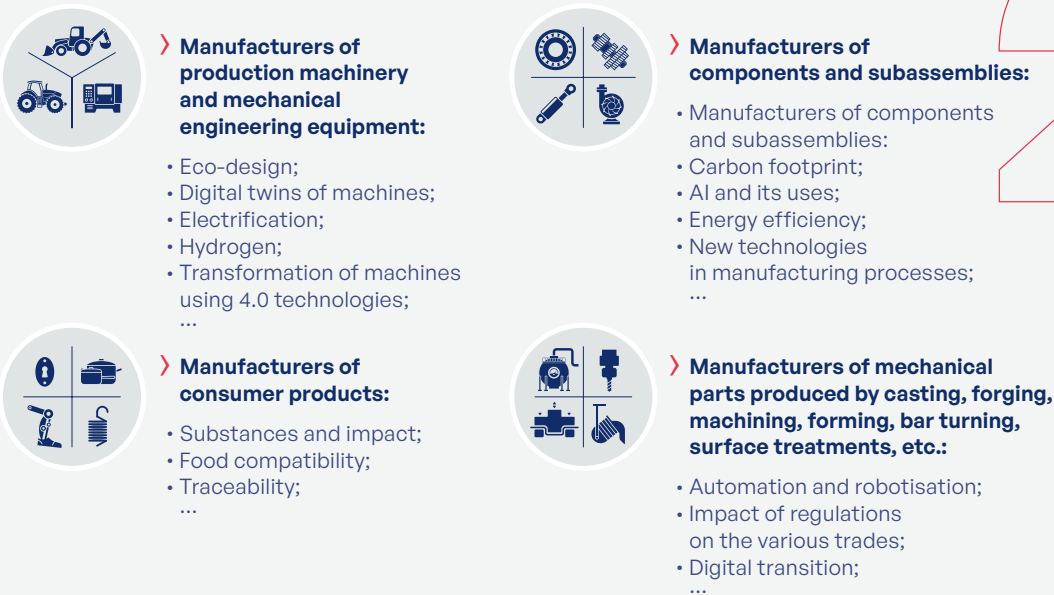 Manufacturers of
production machinery
and mechanical
engineering equipment:
• Eco-design;
• Digital twins of machines;
• Electrification;
• Hydrogen;
• Transformation of machines
using 4.0 technologies;
...
Manufacturers of
components and subassemblies:
• Manufacturers of components
and subassemblies:
• Carbon footprint;
• AI and its uses;
• Energy efficiency;
• New technologies
in manufacturing processes;
...
Manufacturers of
consumer products:
• Substances and impact;
• Food compatibility;
• Traceability;
...
Manufacturers of mechanical
parts produced by casting, forging,
machining, forming, bar turning,
surface treatments, etc.:
• Automation and robotisation;
• Impact of regulations
on the various trades;
• Digital transition;
...